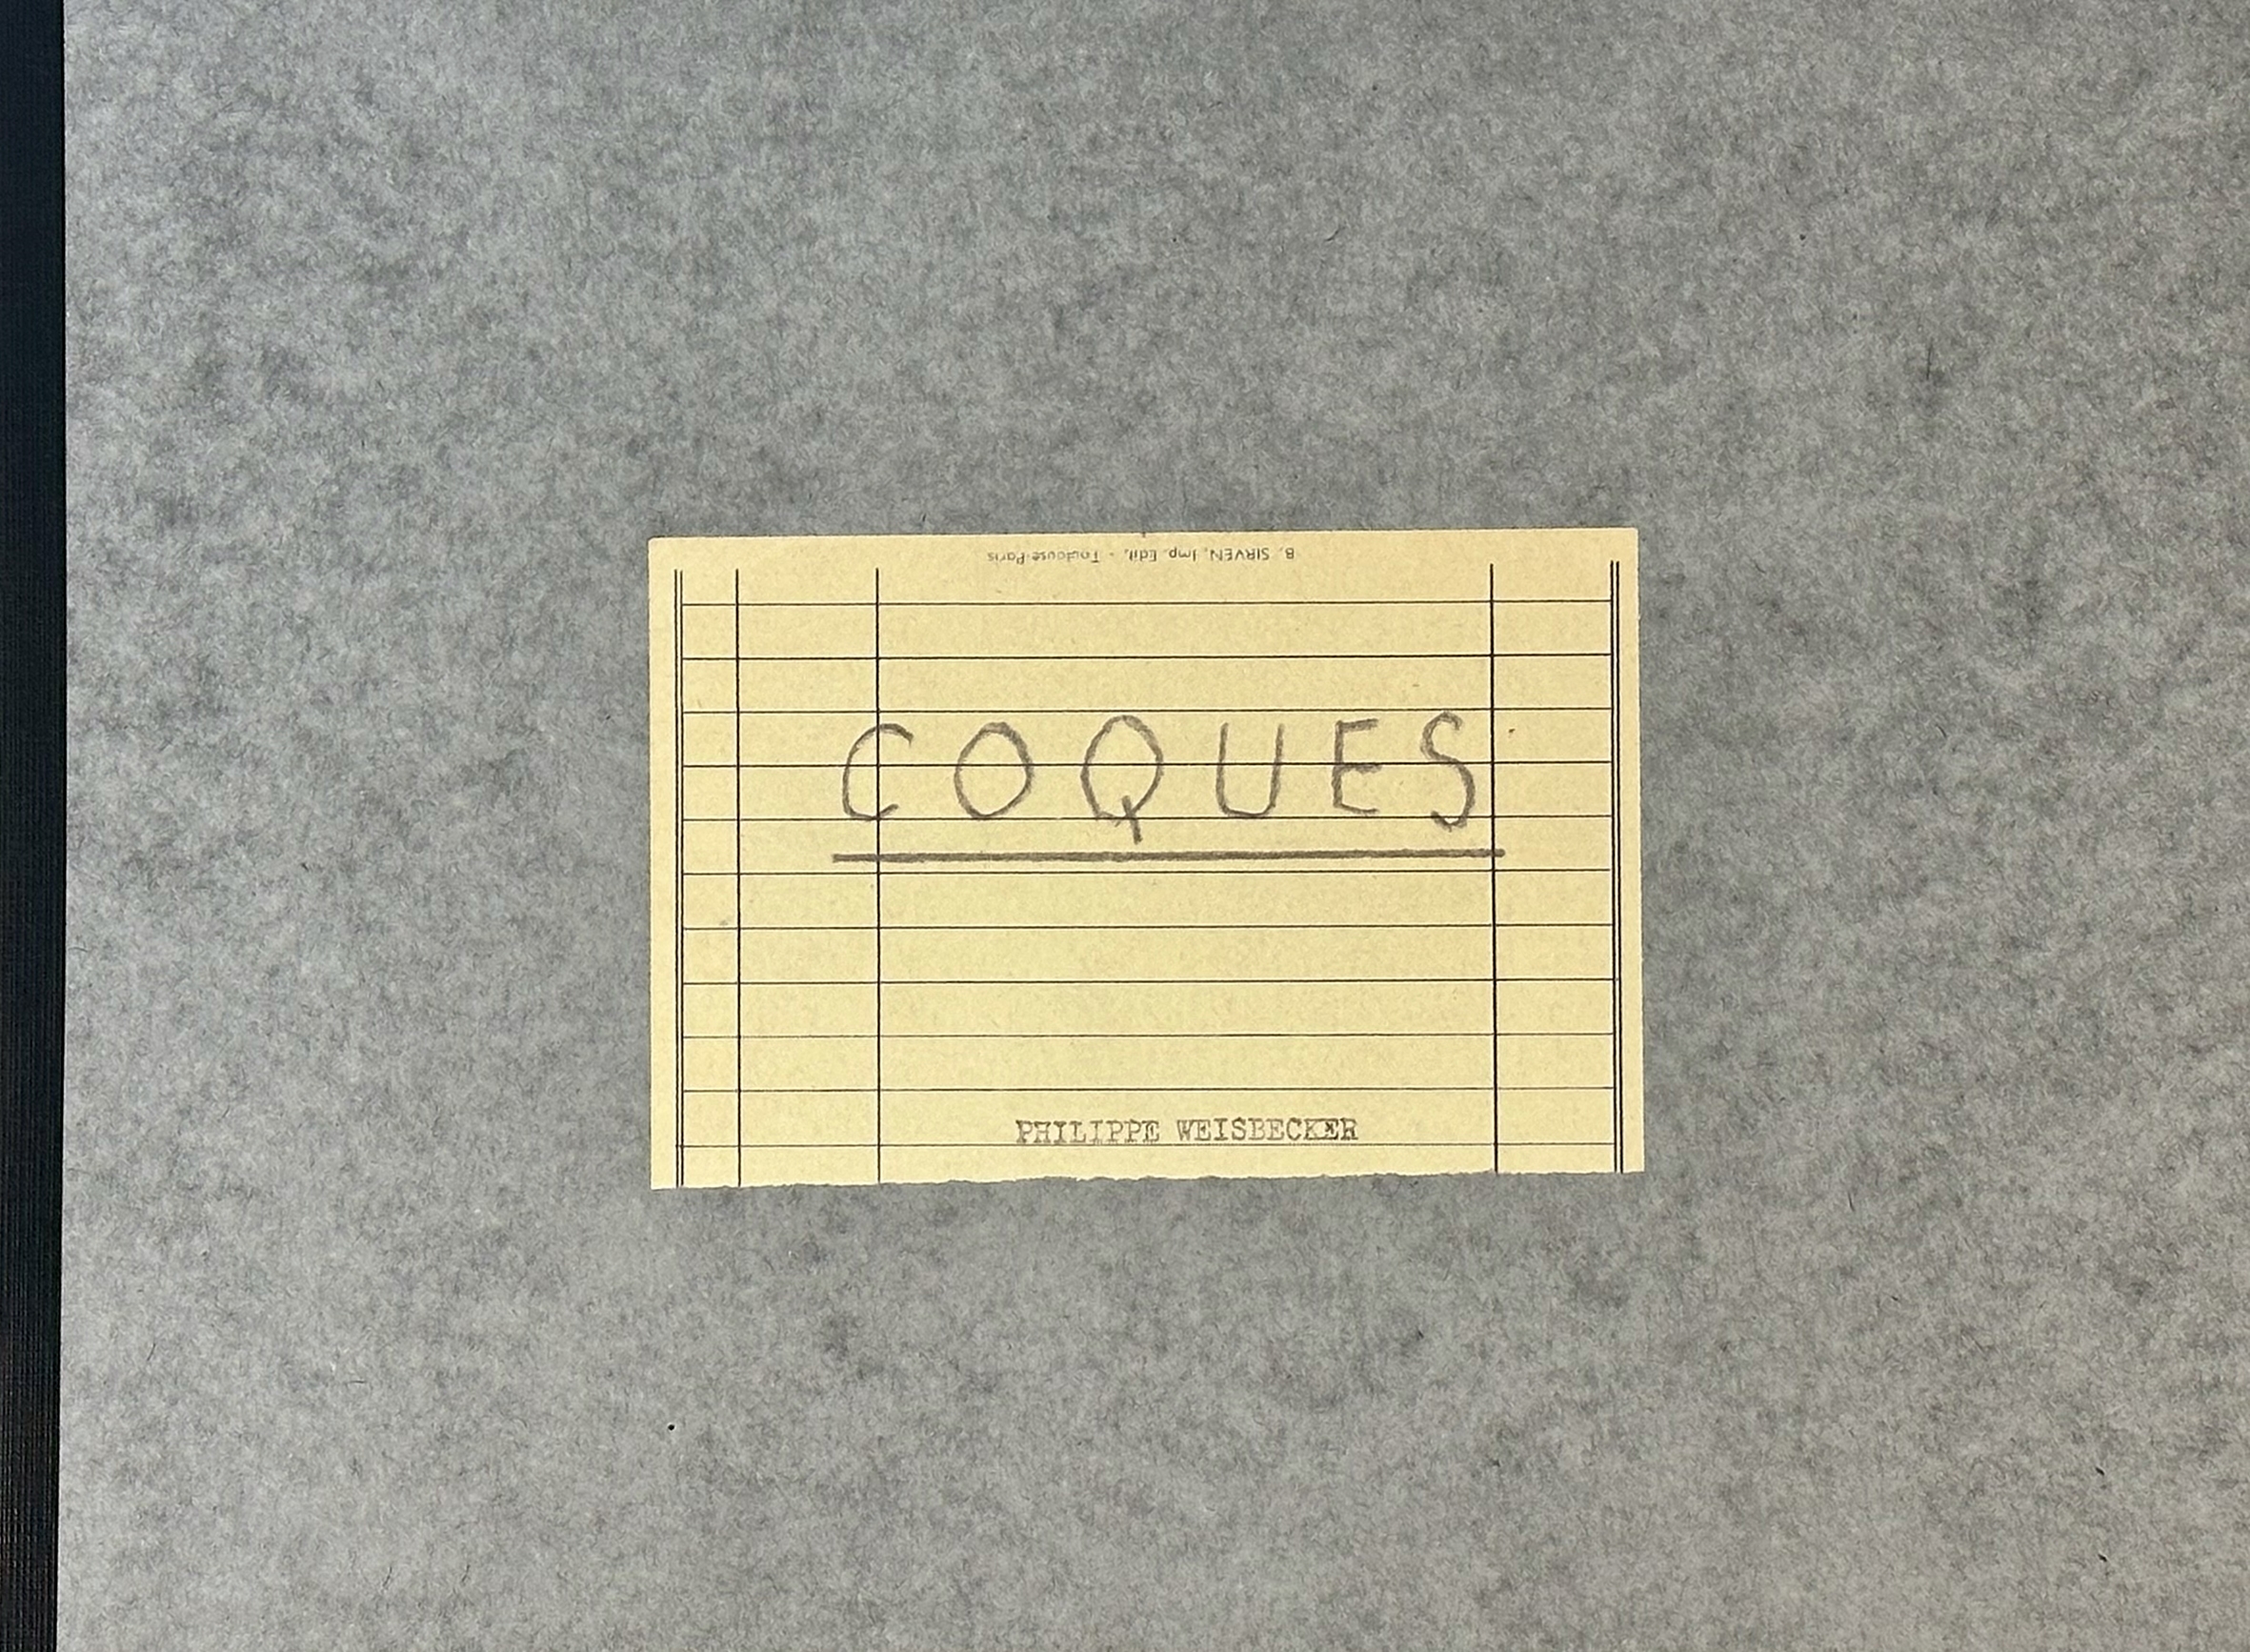 B. SIRVEN, Imp. Edit. - Toulouse-Paris
COQUES
PHILIPPE WEISBECKER